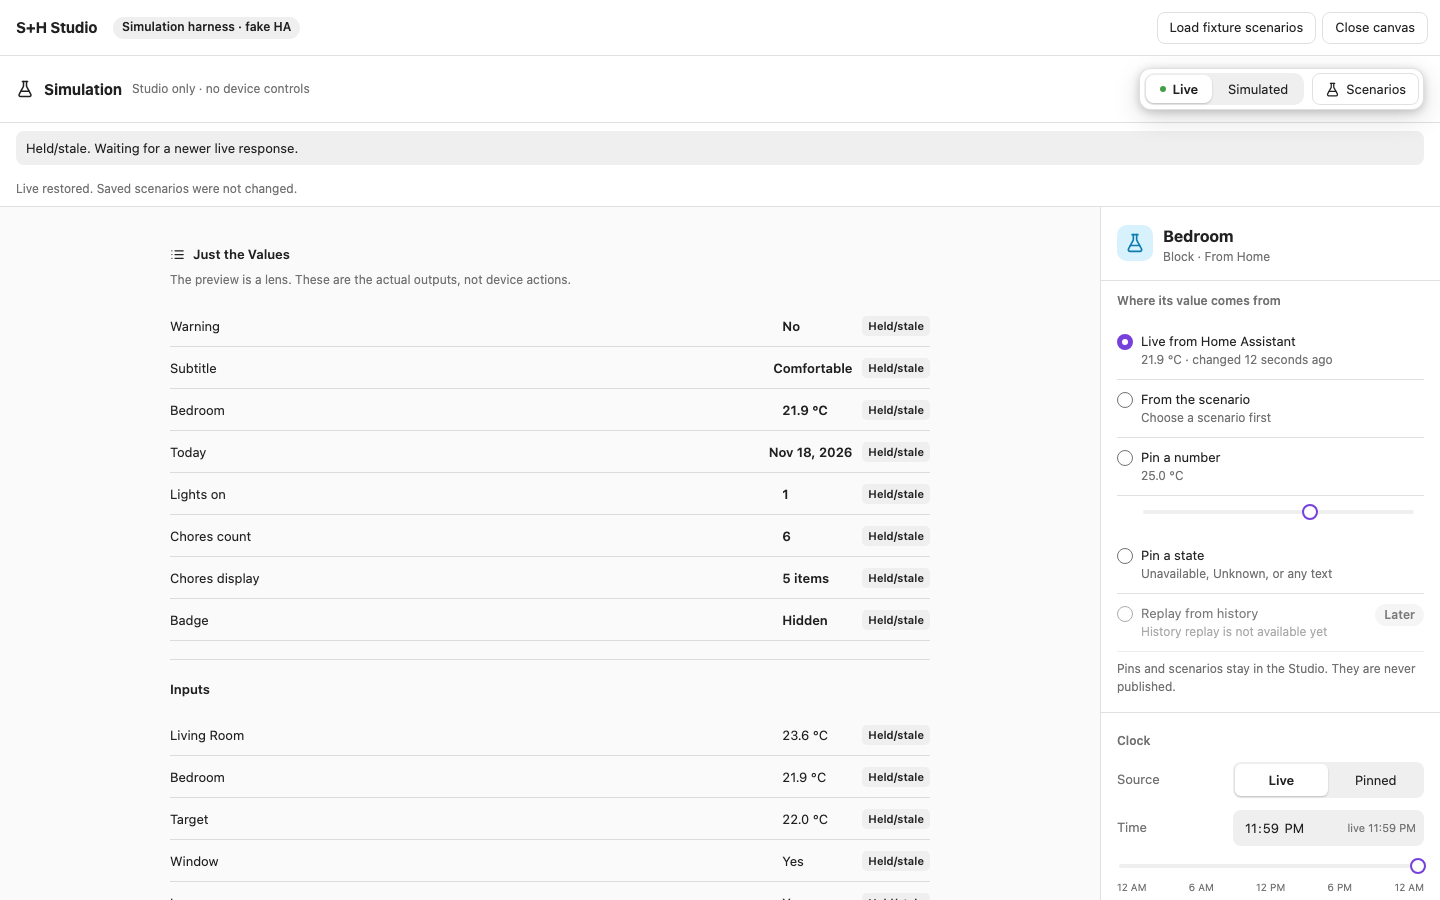 S+H Studio
Simulation harness · fake HA
Load fixture scenarios
Close canvas
Simulation
Studio only · no device controls
Live
Simulated
Scenarios
Held/stale. Waiting for a newer live response.
Live restored. Saved scenarios were not changed.
Just the Values
The preview is a lens. These are the actual outputs, not device actions.
Warning No Held/stale
Subtitle Comfortable Held/stale
Bedroom 21.9 °C Held/stale
Today Nov 18, 2026 Held/stale
Lights on 1 Held/stale
Chores count 6 Held/stale
Chores display 5 items Held/stale
Badge Hidden Held/stale
Inputs
Living Room 23.6 °C Held/stale
Bedroom 21.9 °C Held/stale
Target 22.0 °C Held/stale
Window Yes Held/stale
Bedroom
Block · From Home
Where its value comes from
Live from Home Assistant
21.9 °C · changed 12 seconds ago
From the scenario
Choose a scenario first
Pin a number
25.0 °C
Pin a state
Unavailable, Unknown, or any text
Replay from history
Later
History replay is not available yet
Pins and scenarios stay in the Studio. They are never
published.
Clock
Source Live Pinned
Time 11:59 PM live 11:59 PM
12 AM 6 AM 12 PM 6 PM 12 AM